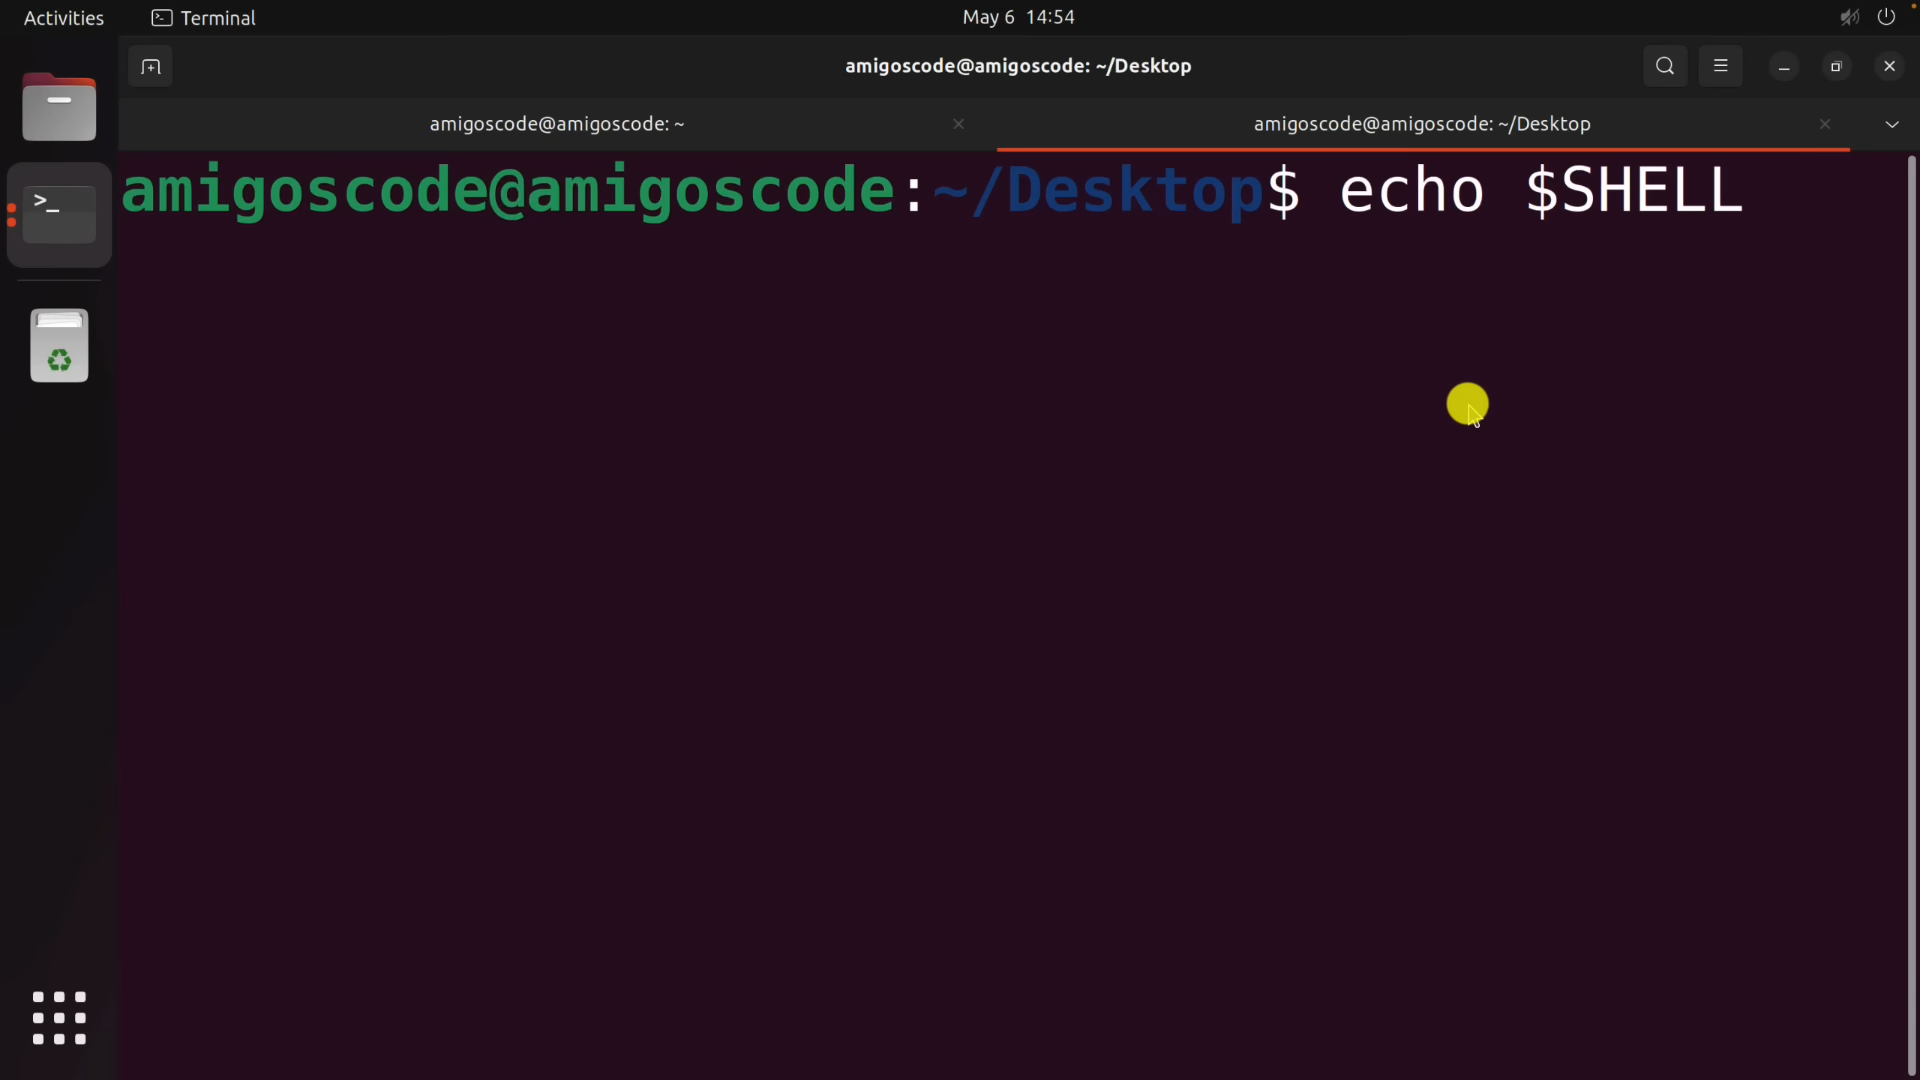 Activities
Terminal
May 6 14:54
amigoscode@amigoscode: ~/Desktop
amigoscode@amigoscode: ~
amigoscode@amigoscode: ~/Desktop
amigoscode@amigoscode:~/Desktop$ echo $SHELL
>_